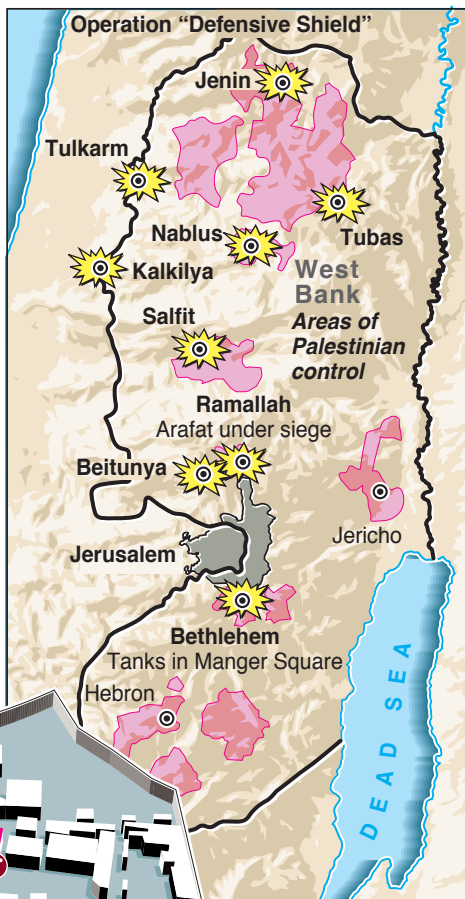 Operation “Defensive Shield”
Jenin
Tulkarm
Nablus
Tubas
Kalkilya
West
Bank
Areas of
Palestinian
control
Salfit
Ramallah
Arafat under siege
Beitunya
Jericho
Jerusalem
Bethlehem
Tanks in Manger Square
Hebron
DEAD SEA